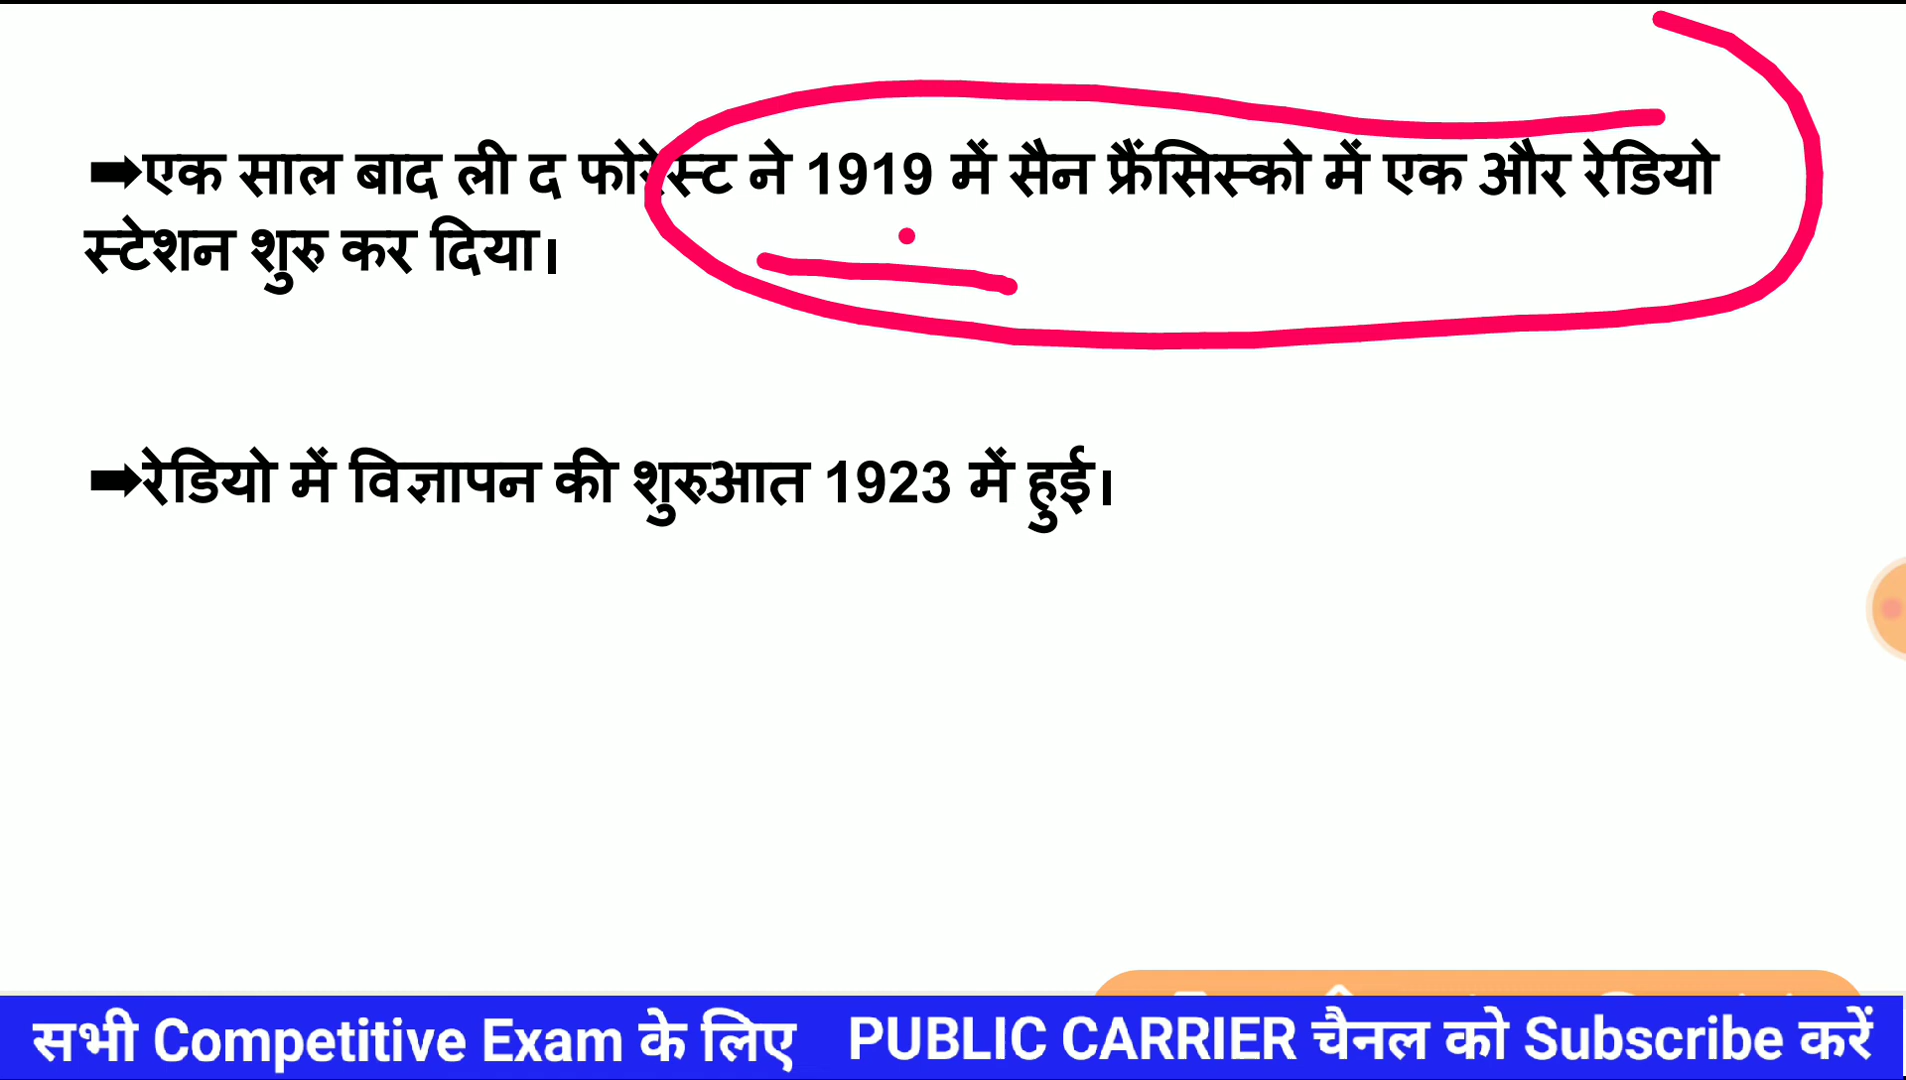 ➡एक साल बाद ली द फोरेस्ट ने 1919 में सैन फ्रैंसिस्को में एक और रेडियो
स्टेशन शुरु कर दिया।
➡रेडियो में विज्ञापन की शुरुआत 1923 में हुई।
सभी Competitive Exam के लिए PUBLIC CARRIER चैनल को Subscribe करें